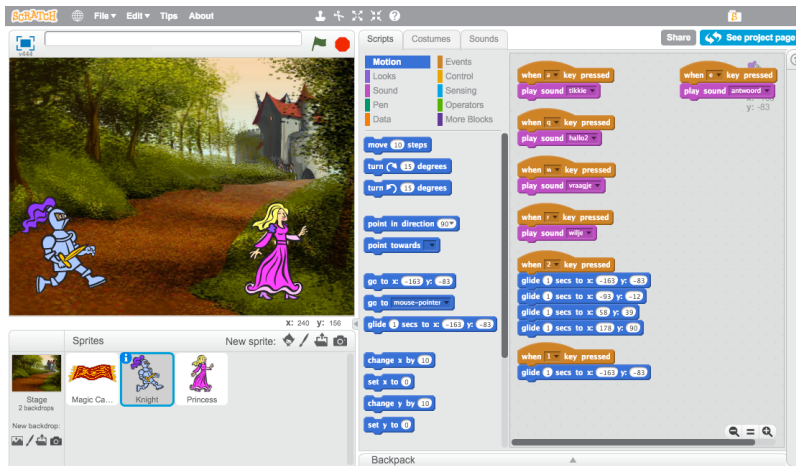 SCRATCH File▼ Edit▼ Tips About
v444
Scripts Costumes Sounds
Share See project page
Motion Events
Looks Control
Sound Sensing
Pen Operators
Data More Blocks
move 10 steps
turn 15 degrees
turn 15 degrees
point in direction 90▼
point towards
go to x: -163 y: -83
go to mouse-pointer
glide 1 secs to x: -163 y: -83
change x by 10
set x to 0
change y by 10
set y to 0
when a key pressed
play sound tikkie
when q key pressed
play sound hallo2
when w key pressed
play sound vraagje
when r key pressed
play sound wilje
when 2 key pressed
glide 1 secs to x: -163 y: -83
glide 1 secs to x: -93 y: -12
glide 1 secs to x: 58 y: 39
glide 1 secs to x: 178 y: 90
when 1 key pressed
glide 1 secs to x: -163 y: -83
when e key pressed
play sound antwoord
y: -83
X: 240 y: 156
Sprites New sprite:
Stage
2 backdrops
New backdrop:
Magic Ca... Knight Princess
Backpack